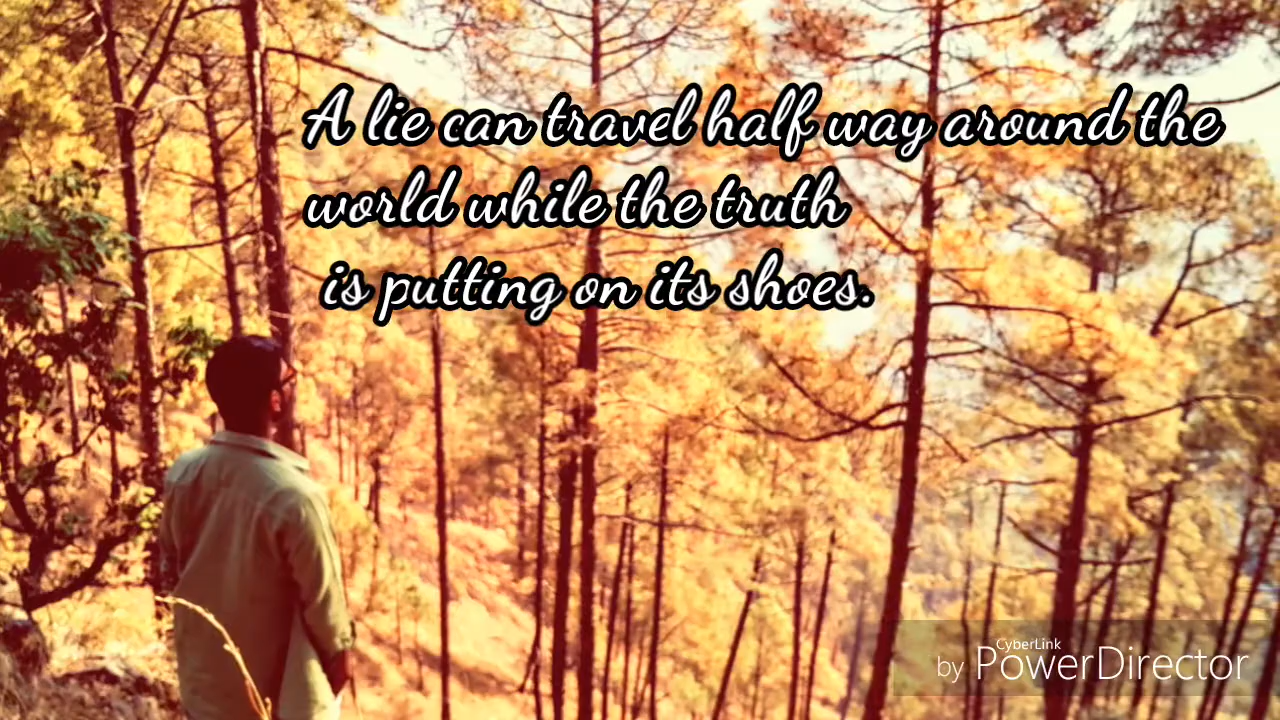 A lie can travel half way around the
world while the truth
is putting on its shoes.
CyberLink
by PowerDirector